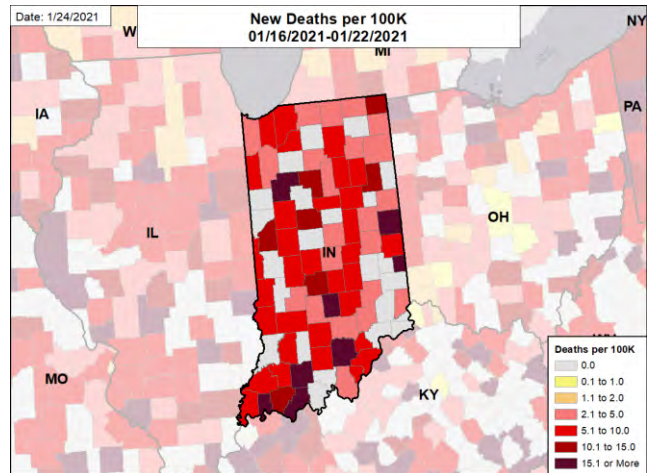 Date: 1/24/2021
New Deaths per 100K
01/16/2021-01/22/2021
W
MI
NY
IA
PA
IL
OH
IN
MO
KY
Deaths per 100K
0.0
0.1 to 1.0
1.1 to 2.0
2.1 to 5.0
5.1 to 10.0
10.1 to 15.0
15.1 or More